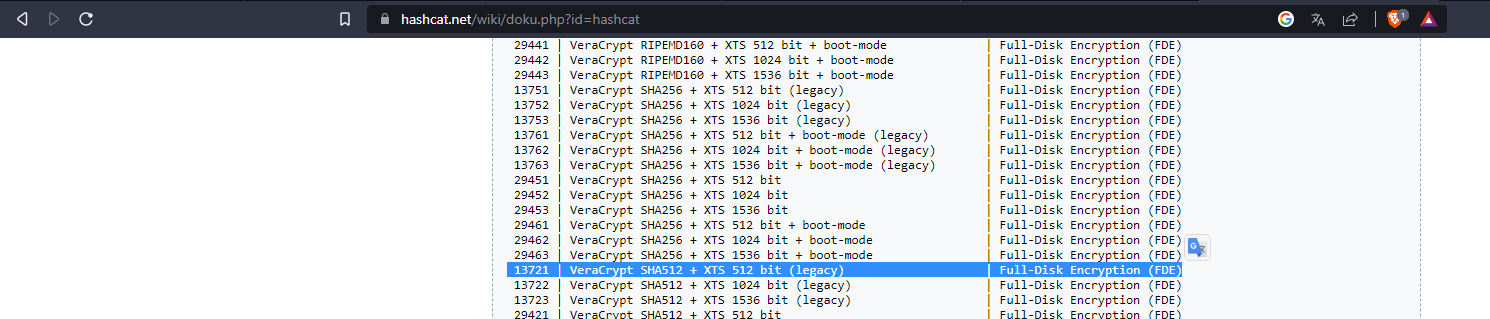 hashcat.net/wiki/doku.php?id=hashcat
1
29441 | VeraCrypt RIPEMD160 + XTS 512 bit + boot-mode | Full-Disk Encryption (FDE)
29442 | VeraCrypt RIPEMD160 + XTS 1024 bit + boot-mode | Full-Disk Encryption (FDE)
29443 | VeraCrypt RIPEMD160 + XTS 1536 bit + boot-mode | Full-Disk Encryption (FDE)
13751 | VeraCrypt SHA256 + XTS 512 bit (legacy) | Full-Disk Encryption (FDE)
13752 | VeraCrypt SHA256 + XTS 1024 bit (legacy) | Full-Disk Encryption (FDE)
13753 | VeraCrypt SHA256 + XTS 1536 bit (legacy) | Full-Disk Encryption (FDE)
13761 | VeraCrypt SHA256 + XTS 512 bit + boot-mode (legacy) | Full-Disk Encryption (FDE)
13762 | VeraCrypt SHA256 + XTS 1024 bit + boot-mode (legacy) | Full-Disk Encryption (FDE)
13763 | VeraCrypt SHA256 + XTS 1536 bit + boot-mode (legacy) | Full-Disk Encryption (FDE)
29451 | VeraCrypt SHA256 + XTS 512 bit | Full-Disk Encryption (FDE)
29452 | VeraCrypt SHA256 + XTS 1024 bit | Full-Disk Encryption (FDE)
29453 | VeraCrypt SHA256 + XTS 1536 bit | Full-Disk Encryption (FDE)
29461 | VeraCrypt SHA256 + XTS 512 bit + boot-mode | Full-Disk Encryption (FDE)
29462 | VeraCrypt SHA256 + XTS 1024 bit + boot-mode | Full-Disk Encryption (FDE)
29463 | VeraCrypt SHA256 + XTS 1536 bit + boot-mode | Full-Disk Encryption (FDE)
13721 | VeraCrypt SHA512 + XTS 512 bit (legacy) | Full-Disk Encryption (FDE)
13722 | VeraCrypt SHA512 + XTS 1024 bit (legacy) | Full-Disk Encryption (FDE)
13723 | VeraCrypt SHA512 + XTS 1536 bit (legacy) | Full-Disk Encryption (FDE)
29421 | VeraCrypt SHA512 + XTS 512 bit | Full-Disk Encryption (FDE)